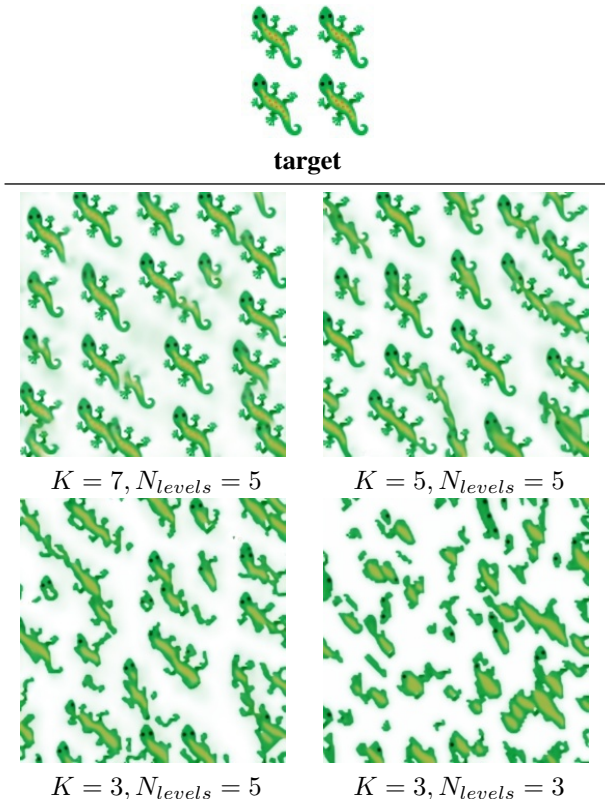 target
K = 7, N_{levels} = 5
K = 5, N_{levels} = 5
K = 3, N_{levels} = 5
K = 3, N_{levels} = 3